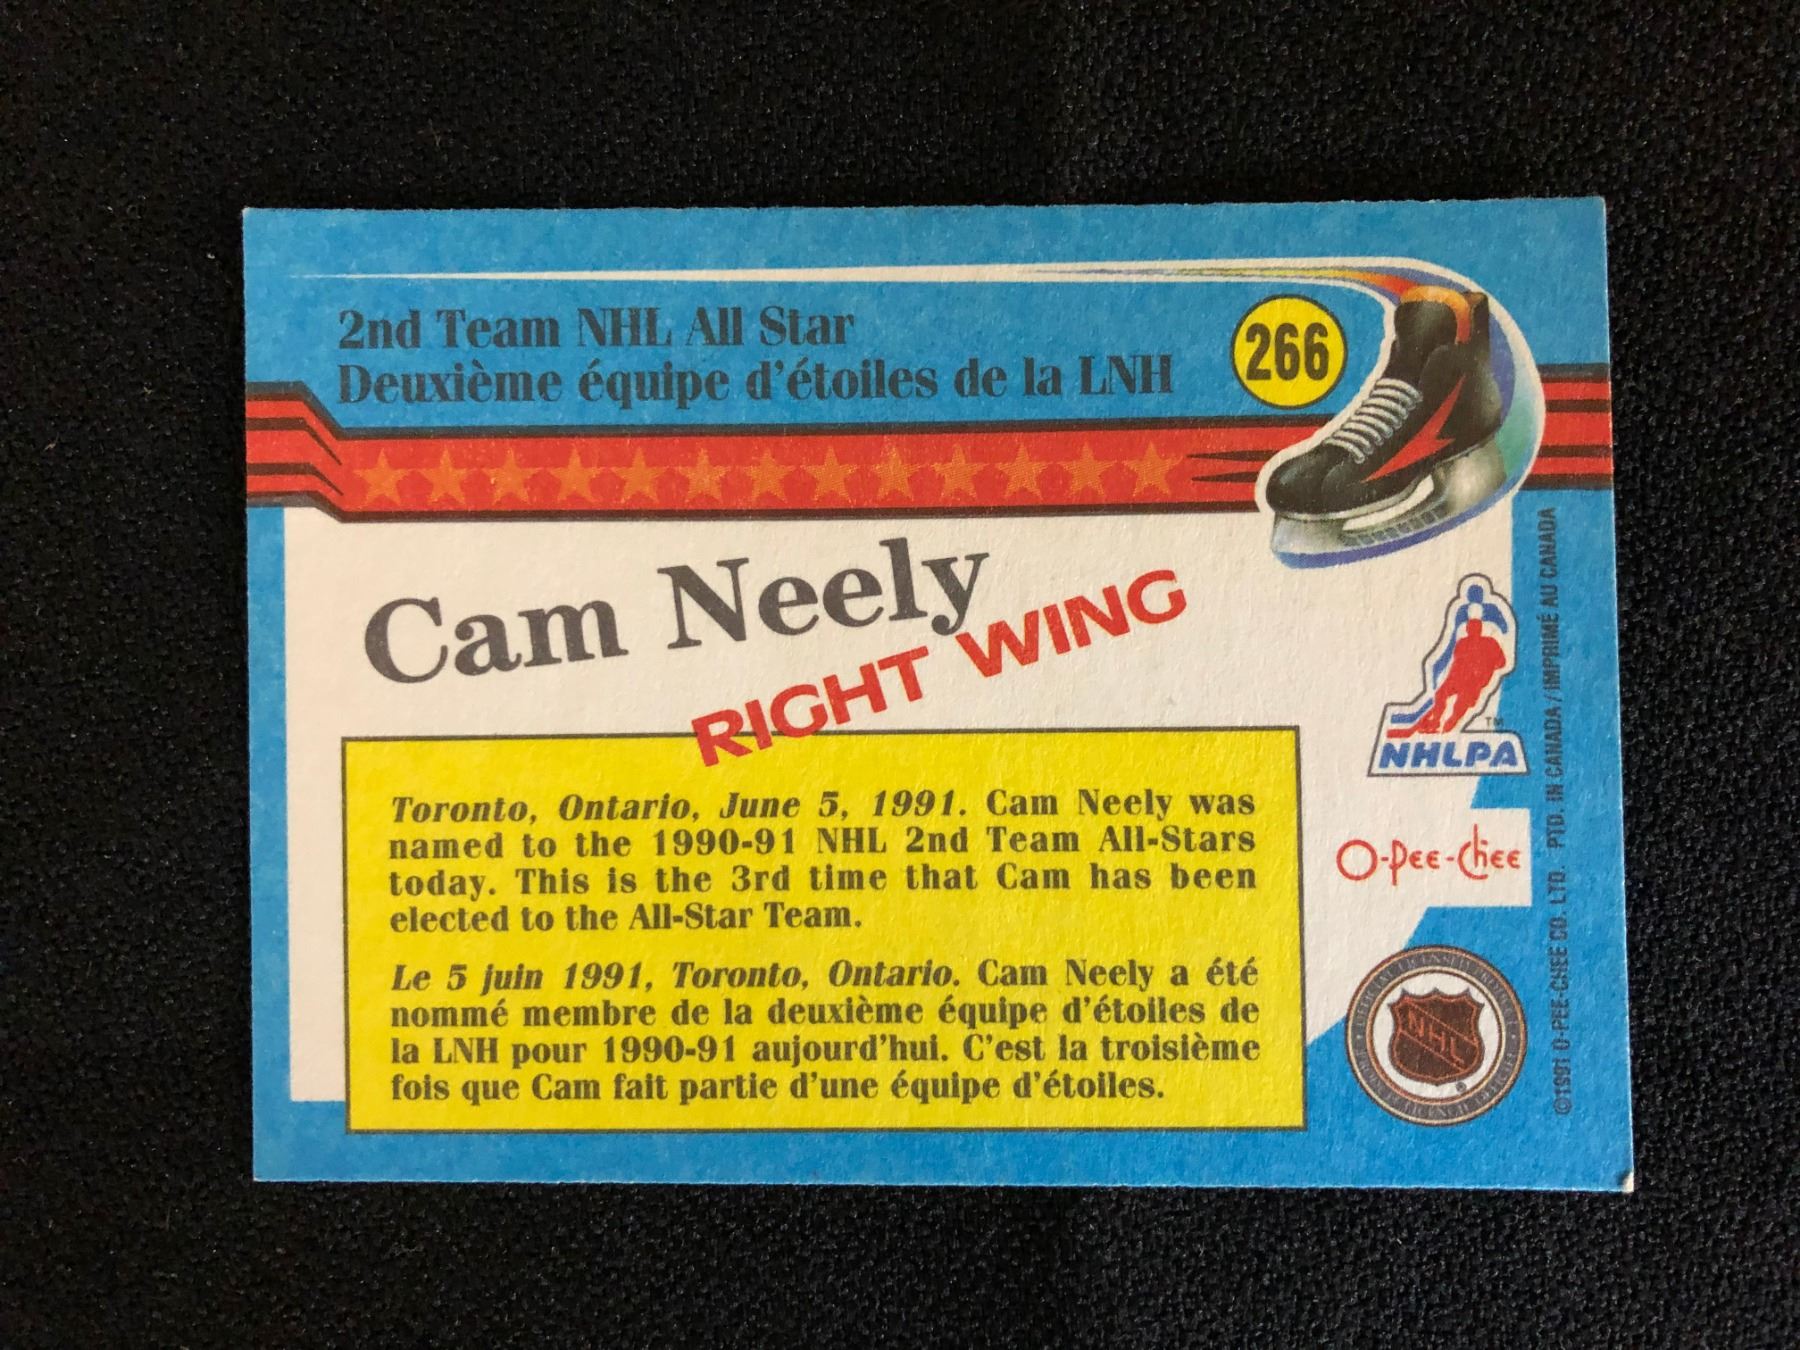 2nd Team NHL All Star
Deuxième équipe d'étoiles de la LNH
266
Cam Neely
RIGHT WING
Toronto, Ontario, June 5, 1991. Cam Neely was
named to the 1990-91 NHL 2nd Team All-Stars
today. This is the 3rd time that Cam has been
elected to the All-Star Team.
Le 5 juin 1991, Toronto, Ontario. Cam Neely a été
nommé membre de la deuxième équipe d'étoiles de
la LNH pour 1990-91 aujourd'hui. C'est la troisième
fois que Cam fait partie d'une équipe d'étoiles.
TM
NHLPA
O-Pee-Chee
NHL
®
©1991 O-PEE-CHEE CO. LTD. PTD. IN CANADA/IMPRIMÉ AU CANADA